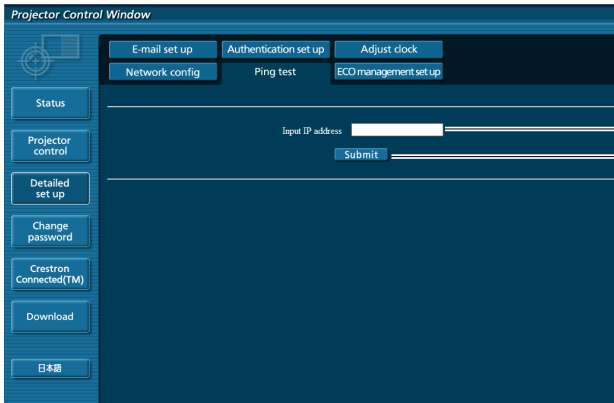 Projector Control Window
E-mail set up
Authentication set up
Adjust clock
Network config
Ping test
ECO management set up
Status
Projector
control
Detailed
set up
Change
password
Crestron
Connected(TM)
Download
日本語
Input IP address
Submit